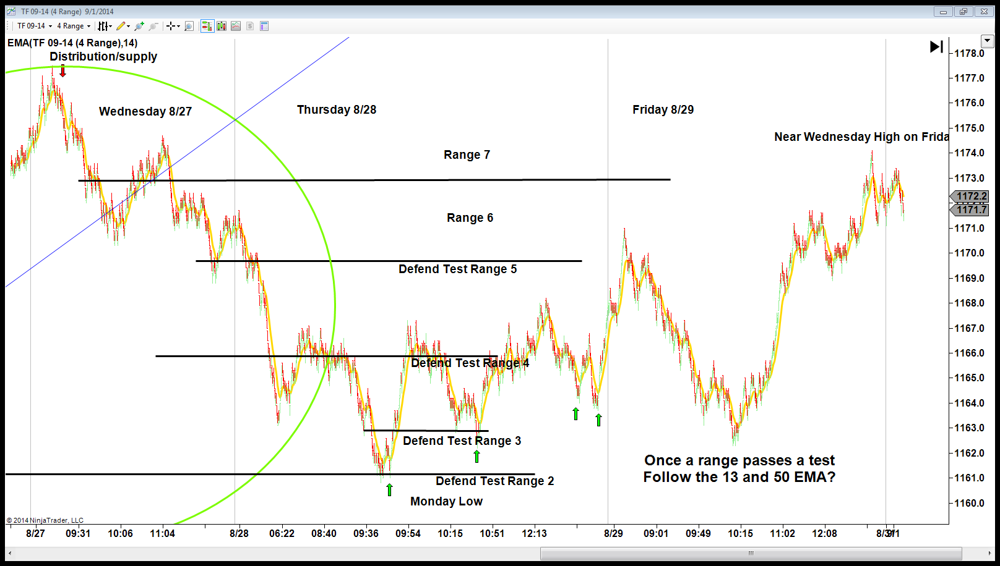 TF 09-14 (4 Range) 9/1/2014
TF 09-14 4 Range
EMA(TF 09-14 (4 Range),14)
Distribution/supply
Wednesday 8/27
Thursday 8/28
Friday 8/29
Near Wednesday High on Frida
Range 7
Range 6
Defend Test Range 5
Defend Test Range 4
Defend Test Range 3
Defend Test Range 2
Monday Low
Once a range passes a test
Follow the 13 and 50 EMA?
1178.0
1177.0
1176.0
1175.0
1174.0
1173.0
1172.2
1171.7
1171.0
1170.0
1169.0
1168.0
1167.0
1166.0
1165.0
1164.0
1163.0
1162.0
1161.0
1160.0
© 2014 NinjaTrader, LLC
8/27 09:31 10:06 11:04 8/28 06:22 08:40 09:36 09:54 10:15 10:51 12:13 8/29 09:01 09:49 10:15 11:02 12:08